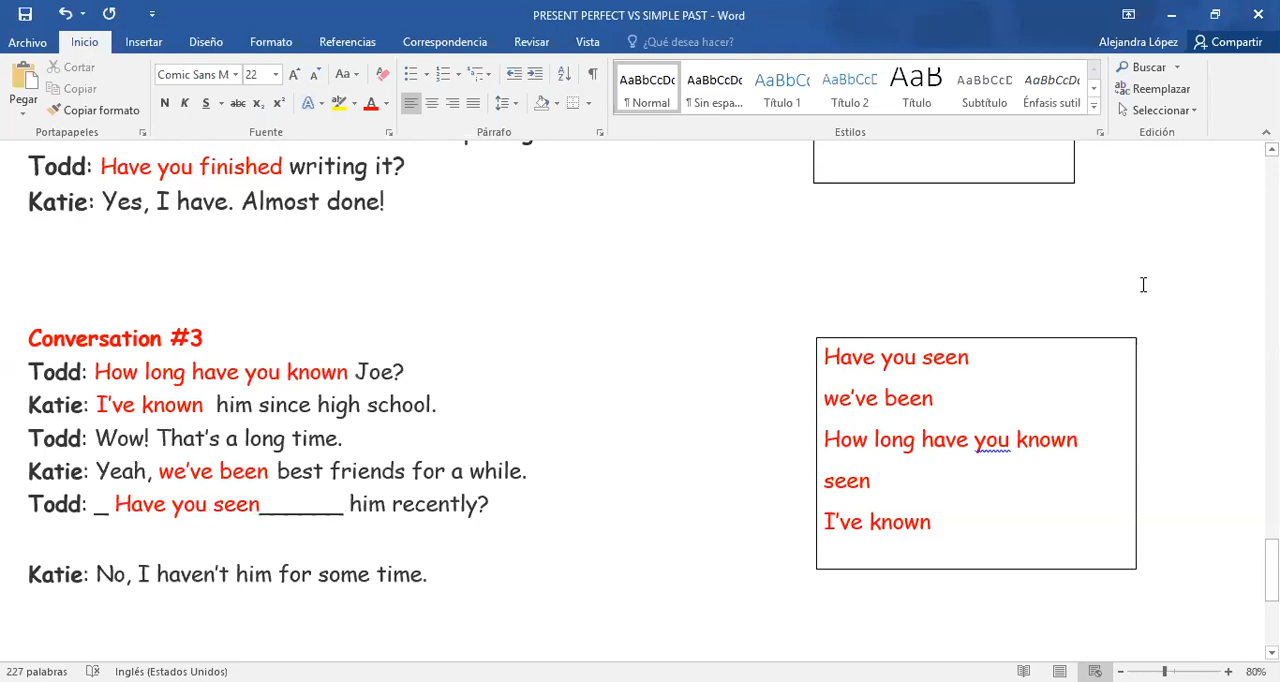 PRESENT PERFECT VS SIMPLE PAST - Word
Archivo Inicio Insertar Diseño Formato Referencias Correspondencia Revisar Vista ¿Qué desea hacer? Alejandra López Compartir
Pegar
Cortar
Copiar
Copiar formato
Portapapeles
Comic Sans M 22
Fuente
Párrafo
AaBbCcDc AaBbCcDc AaBbCc AaBbCcC AaB AaBbCcD AaBbCcDc
¶ Normal ¶ Sin espa... Título 1 Título 2 Título Subtítulo Énfasis sutil
Estilos
Buscar
Reemplazar
Seleccionar
Edición
Todd: Have you finished writing it?
Katie: Yes, I have. Almost done!
Conversation #3
Todd: How long have you known Joe?
Katie: I've known him since high school.
Todd: Wow! That's a long time.
Katie: Yeah, we've been best friends for a while.
Todd: _ Have you seen______ him recently?
Katie: No, I haven't him for some time.
Have you seen
we've been
How long have you known
seen
I've known
227 palabras Inglés (Estados Unidos) 80%